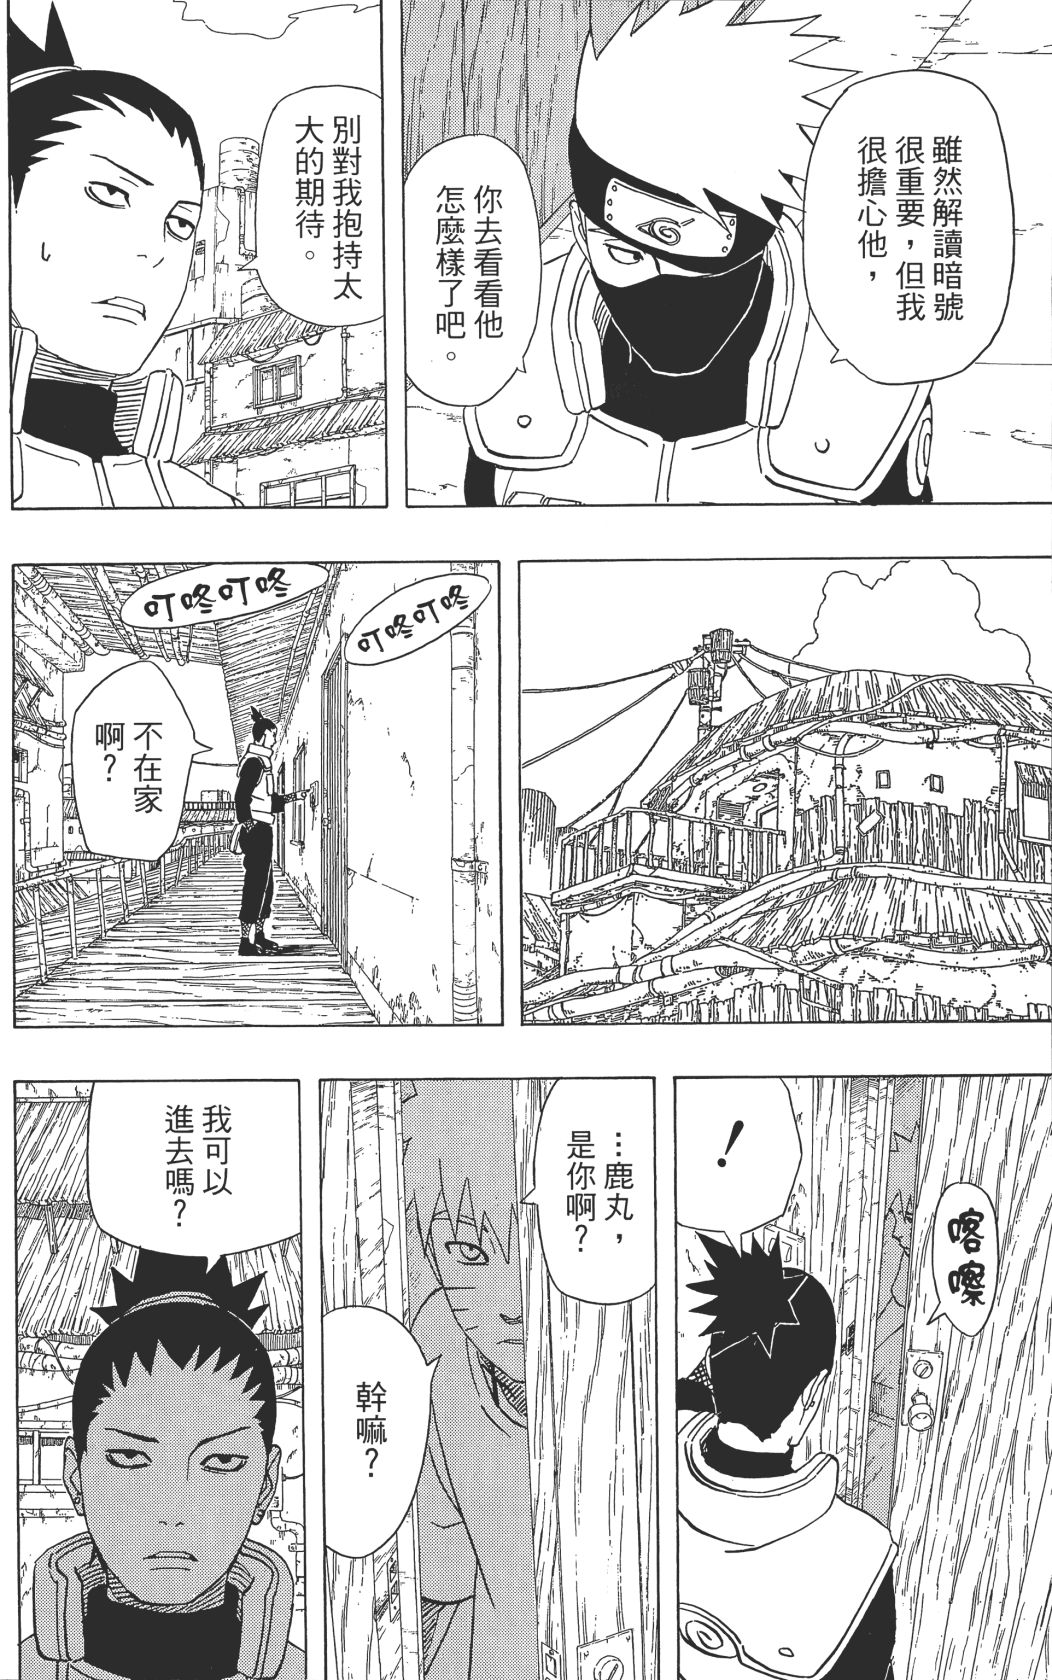 雖然解讀暗號
很重要，但我
很擔心他，
你去看看他
怎麼樣了吧。
別對我抱持太
大的期待。
叮咚叮咚
叮咚叮咚
不在家
啊？
喀嚓
！
…鹿丸，
是你啊？
幹嘛？
我可以
進去嗎？